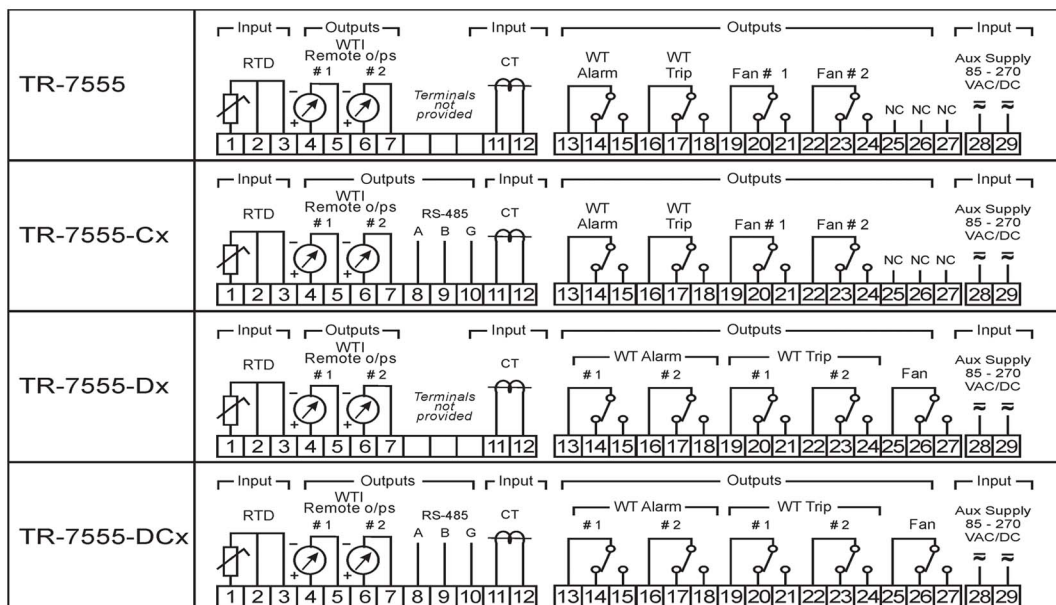 TR-7555
Input Outputs Input Outputs Input
RTD WTI Remote o/ps CT WT Alarm WT Trip Fan # 1 Fan # 2 Aux Supply 85 - 270 VAC/DC
# 1 # 2 Terminals not provided NC NC NC
- + - + ≂ ≂
1 2 3 4 5 6 7 11 12 13 14 15 16 17 18 19 20 21 22 23 24 25 26 27 28 29
TR-7555-Cx
Input Outputs Input Outputs Input
RTD WTI Remote o/ps RS-485 CT WT Alarm WT Trip Fan # 1 Fan # 2 Aux Supply 85 - 270 VAC/DC
# 1 # 2 A B G NC NC NC
- + - + ≂ ≂
1 2 3 4 5 6 7 8 9 10 11 12 13 14 15 16 17 18 19 20 21 22 23 24 25 26 27 28 29
TR-7555-Dx
Input Outputs Input Outputs Input
RTD WTI Remote o/ps CT WT Alarm WT Trip Fan Aux Supply 85 - 270 VAC/DC
# 1 # 2 Terminals not provided # 1 # 2 # 1 # 2
- + - + ≂ ≂
1 2 3 4 5 6 7 11 12 13 14 15 16 17 18 19 20 21 22 23 24 25 26 27 28 29
TR-7555-DCx
Input Outputs Input Outputs Input
RTD WTI Remote o/ps RS-485 CT WT Alarm WT Trip Fan Aux Supply 85 - 270 VAC/DC
# 1 # 2 A B G # 1 # 2 # 1 # 2
- + - + ≂ ≂
1 2 3 4 5 6 7 8 9 10 11 12 13 14 15 16 17 18 19 20 21 22 23 24 25 26 27 28 29